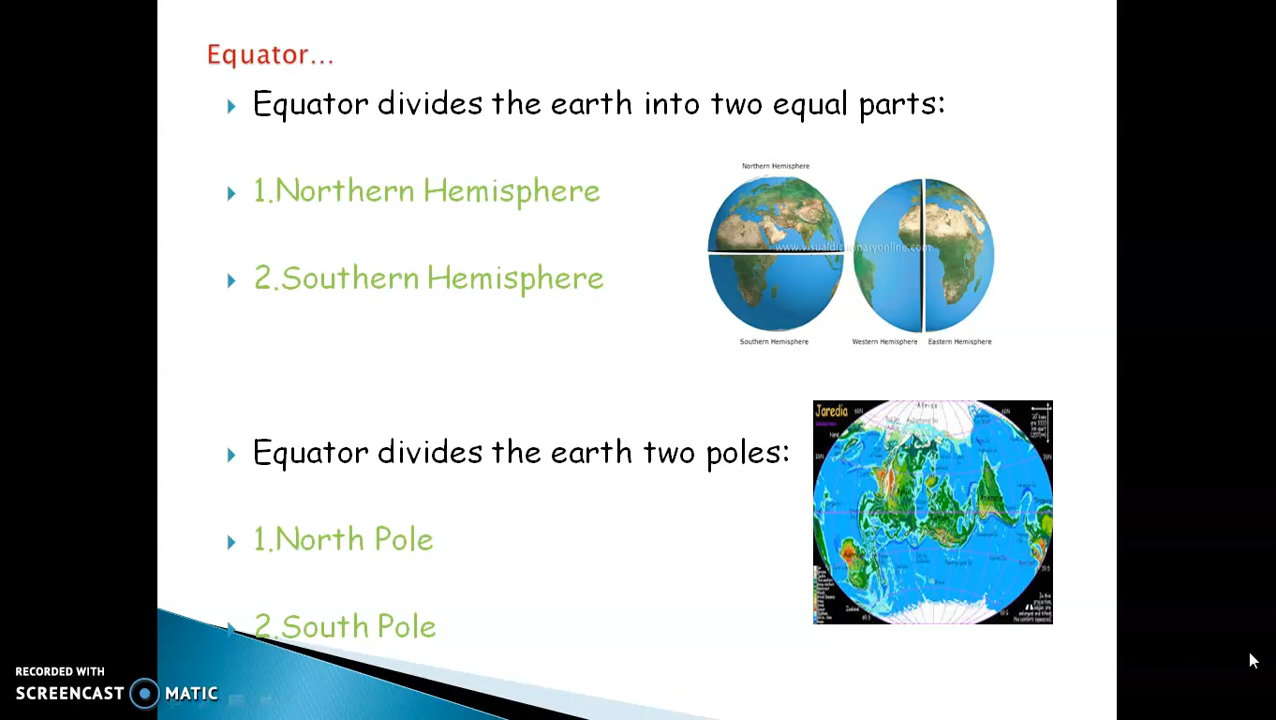 Equator...
Equator divides the earth into two equal parts:
1.Northern Hemisphere
2.Southern Hemisphere
Northern Hemisphere
www.visualdictionaryonline.com
Southern Hemisphere
Western Hemisphere
Eastern Hemisphere
Equator divides the earth two poles:
1.North Pole
2.South Pole
Jaredia
Africa
RECORDED WITH
SCREENCAST MATIC